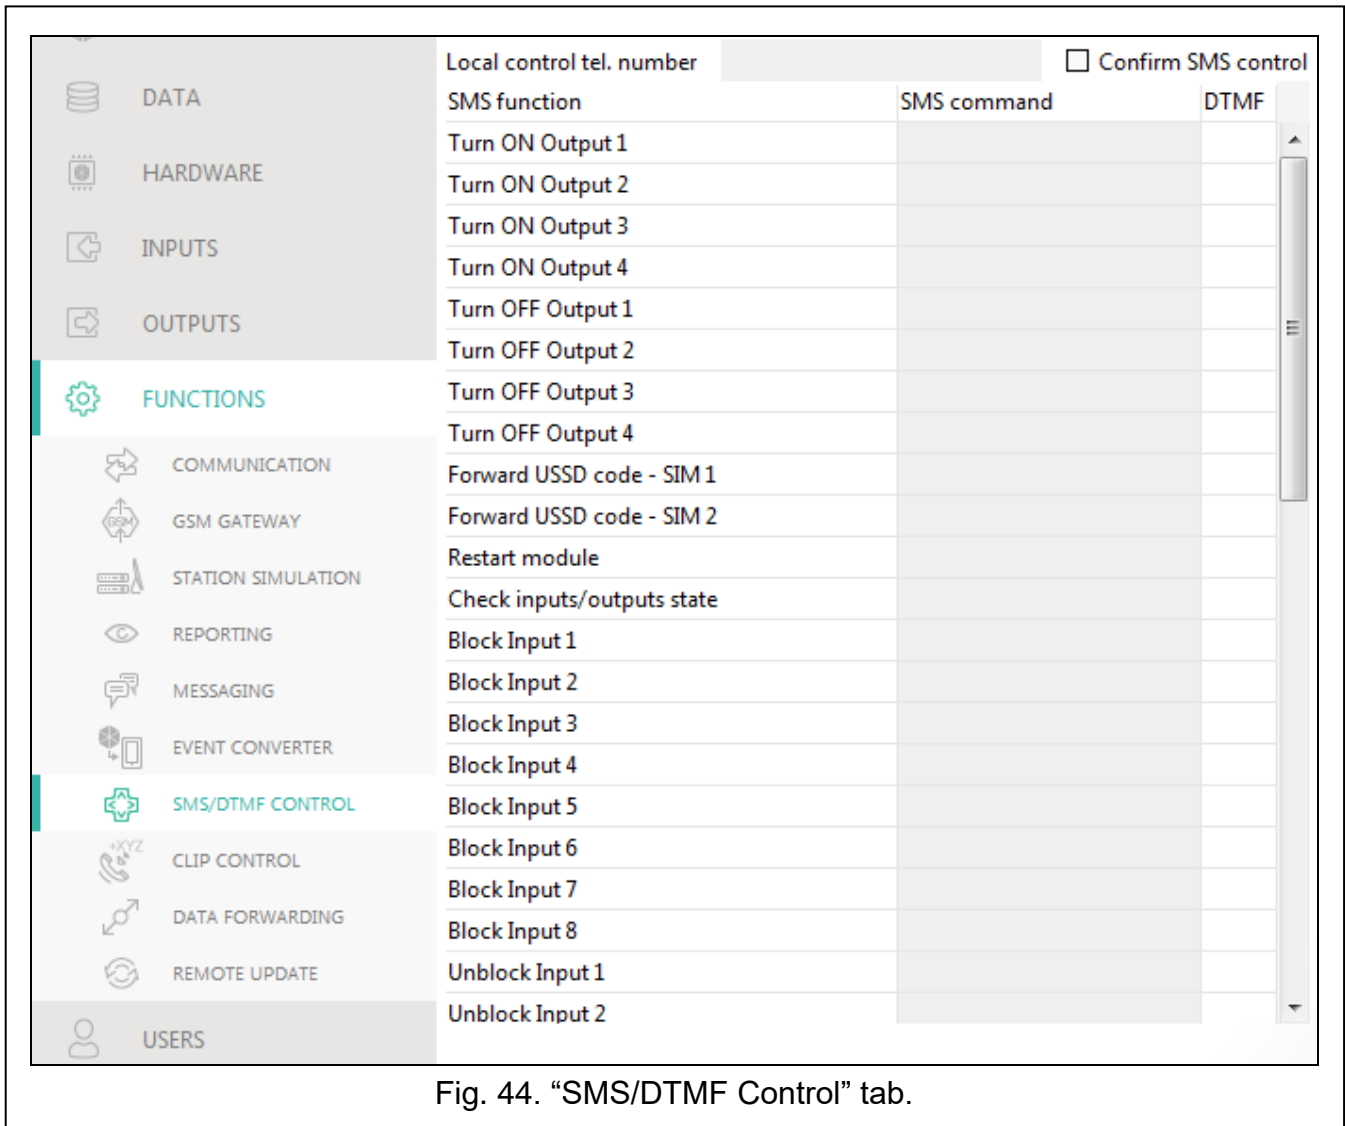 DATA
HARDWARE
INPUTS
OUTPUTS
FUNCTIONS
COMMUNICATION
GSM
GSM GATEWAY
STATION SIMULATION
REPORTING
MESSAGING
EVENT CONVERTER
SMS/DTMF CONTROL
+XYZ
CLIP CONTROL
DATA FORWARDING
REMOTE UPDATE
USERS
Local control tel. number
Confirm SMS control
SMS function SMS command DTMF
Turn ON Output 1
Turn ON Output 2
Turn ON Output 3
Turn ON Output 4
Turn OFF Output 1
Turn OFF Output 2
Turn OFF Output 3
Turn OFF Output 4
Forward USSD code - SIM 1
Forward USSD code - SIM 2
Restart module
Check inputs/outputs state
Block Input 1
Block Input 2
Block Input 3
Block Input 4
Block Input 5
Block Input 6
Block Input 7
Block Input 8
Unblock Input 1
Unblock Input 2
Fig. 44. “SMS/DTMF Control” tab.